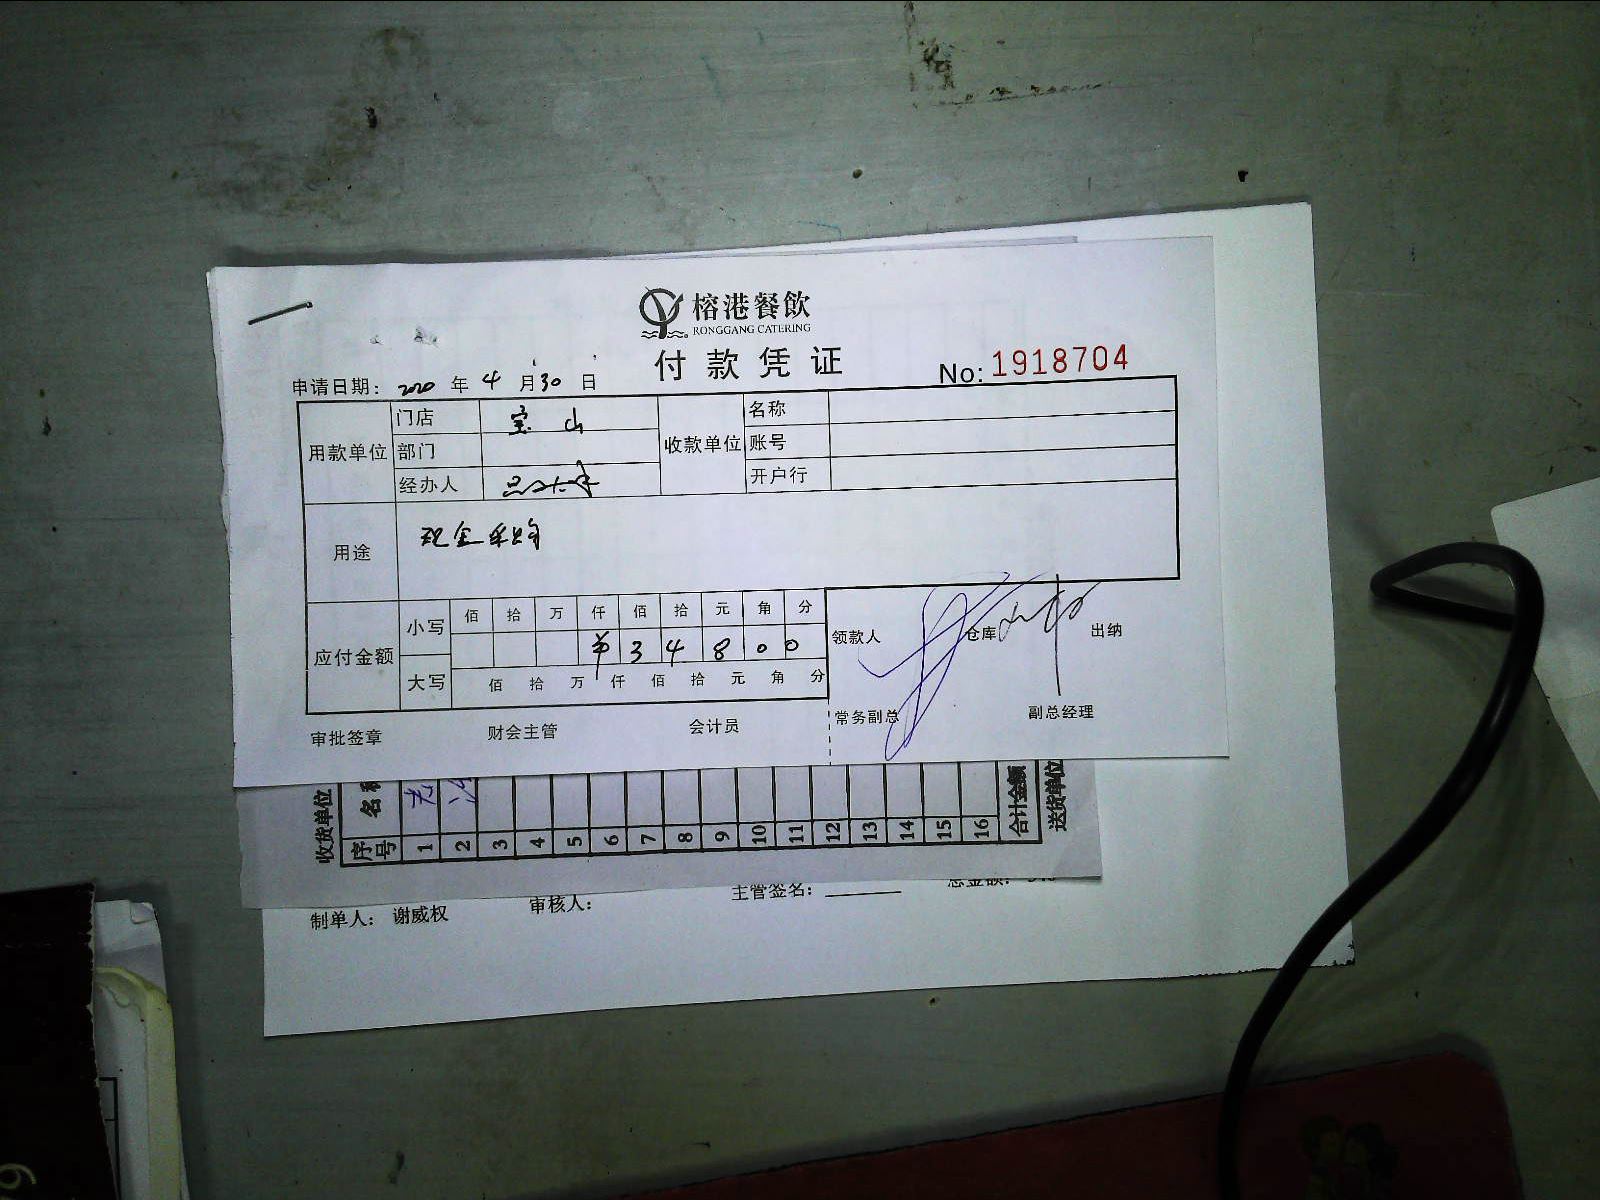 榕港餐飲
RONGGANG CATERING
付款凭证
No: 1918704
申请日期: 2020 年 4 月 30 日
用款单位 门店 宝山 收款单位 名称
部门 账号
经办人 开户行
用途 现金采购
应付金额 小写 佰 拾 万 仟 佰 拾 元 角 分
¥ 3 4 8 0 0
大写 佰 拾 万 仟 佰 拾 元 角 分
领款人 仓库 出纳
常务副总 副总经理
审批签章 财会主管 会计员
收货单位
序号 名称
1 2 3 4 5 6 7 8 9 10 11 12 13 14 15 16
合计金额
送货单位
制单人: 谢威权 审核人: 主管签名: 总金额: